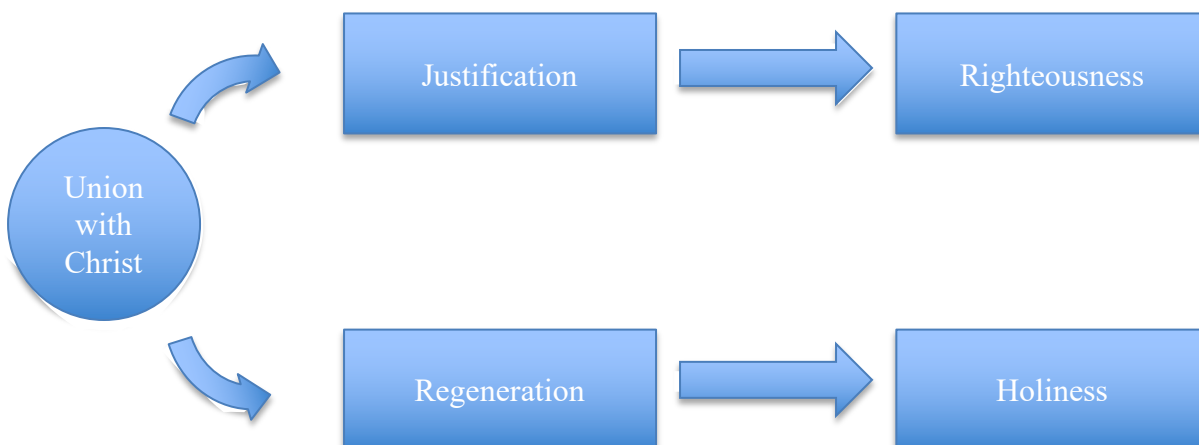 Justification
Righteousness
Union
with
Christ
Regeneration
Holiness